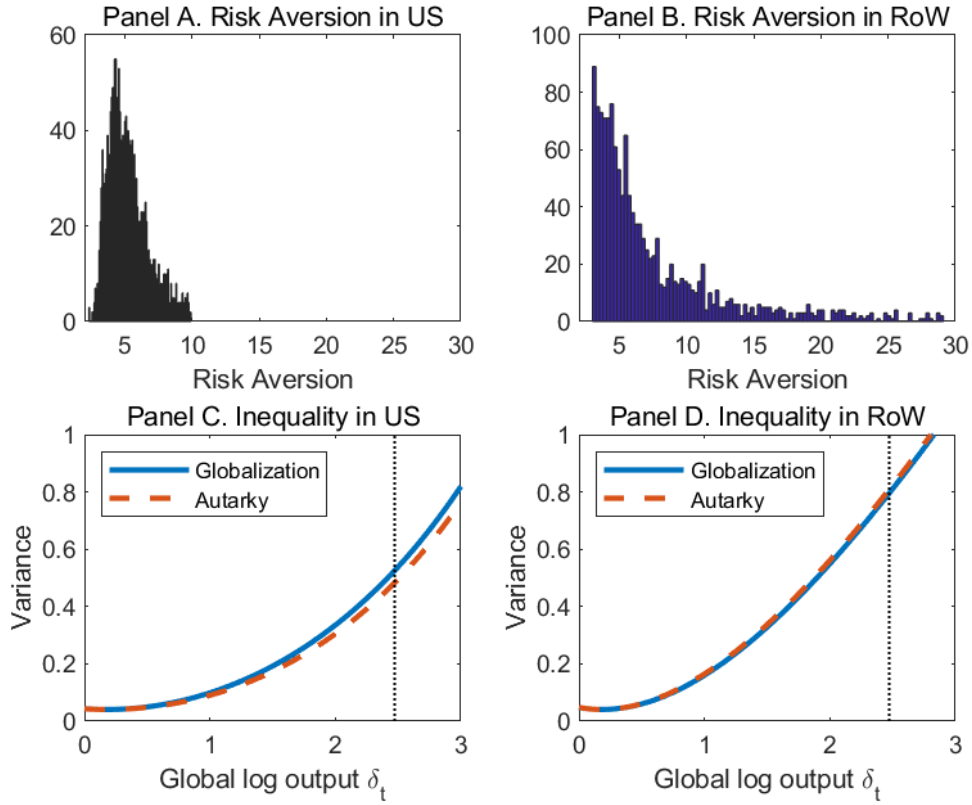 Panel A. Risk Aversion in US
60
40
20
0
5 10 15 20 25 30
Risk Aversion
Panel B. Risk Aversion in RoW
100
80
60
40
20
0
5 10 15 20 25 30
Risk Aversion
Panel C. Inequality in US
1
0.8
0.6
0.4
0.2
0
Variance
Globalization
Autarky
0 1 2 3
Global log output δt
Panel D. Inequality in RoW
1
0.8
0.6
0.4
0.2
0
Variance
Globalization
Autarky
0 1 2 3
Global log output δt